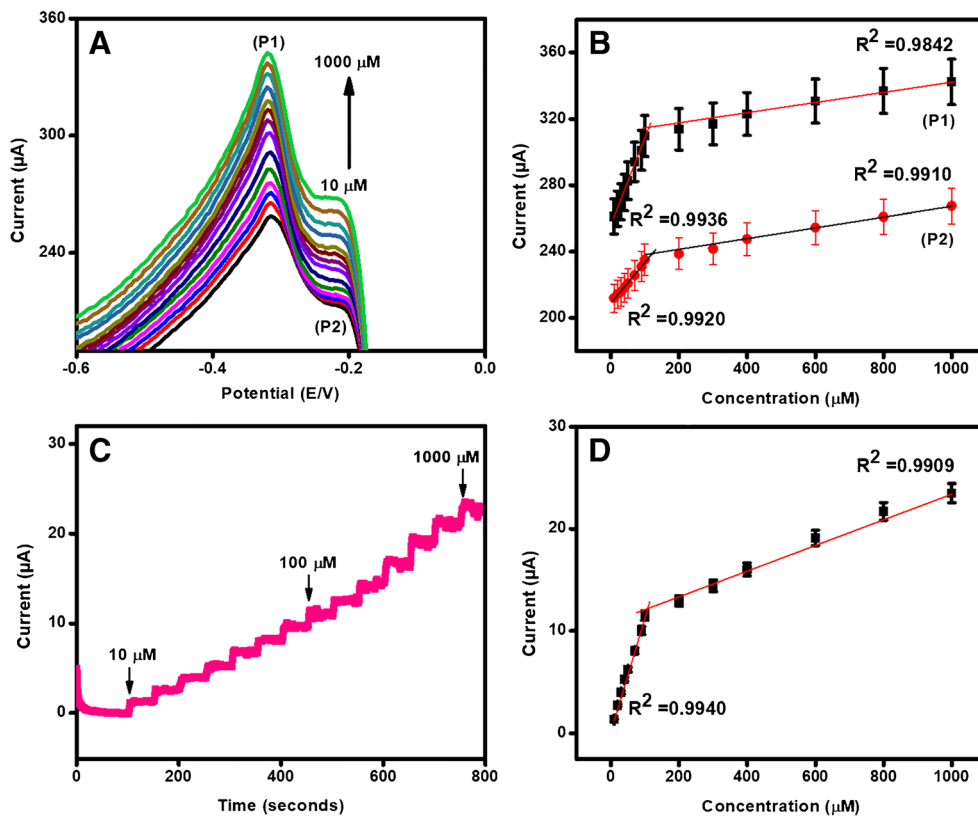 A
(P1)
1000 μM
10 μM
(P2)
360
300
240
-0.6
-0.4
-0.2
0.0
Current (μA)
Potential (E/V)
B
R² =0.9842
(P1)
R² =0.9910
R² =0.9936
(P2)
R² =0.9920
360
320
280
240
200
0
200
400
600
800
1000
Current (μA)
Concentration (μM)
C
1000 μM
100 μM
10 μM
30
20
10
0
0
200
400
600
800
Current (μA)
Time (seconds)
D
R² =0.9909
R² =0.9940
30
20
10
0
0
200
400
600
800
1000
Current (μA)
Concentration (μM)